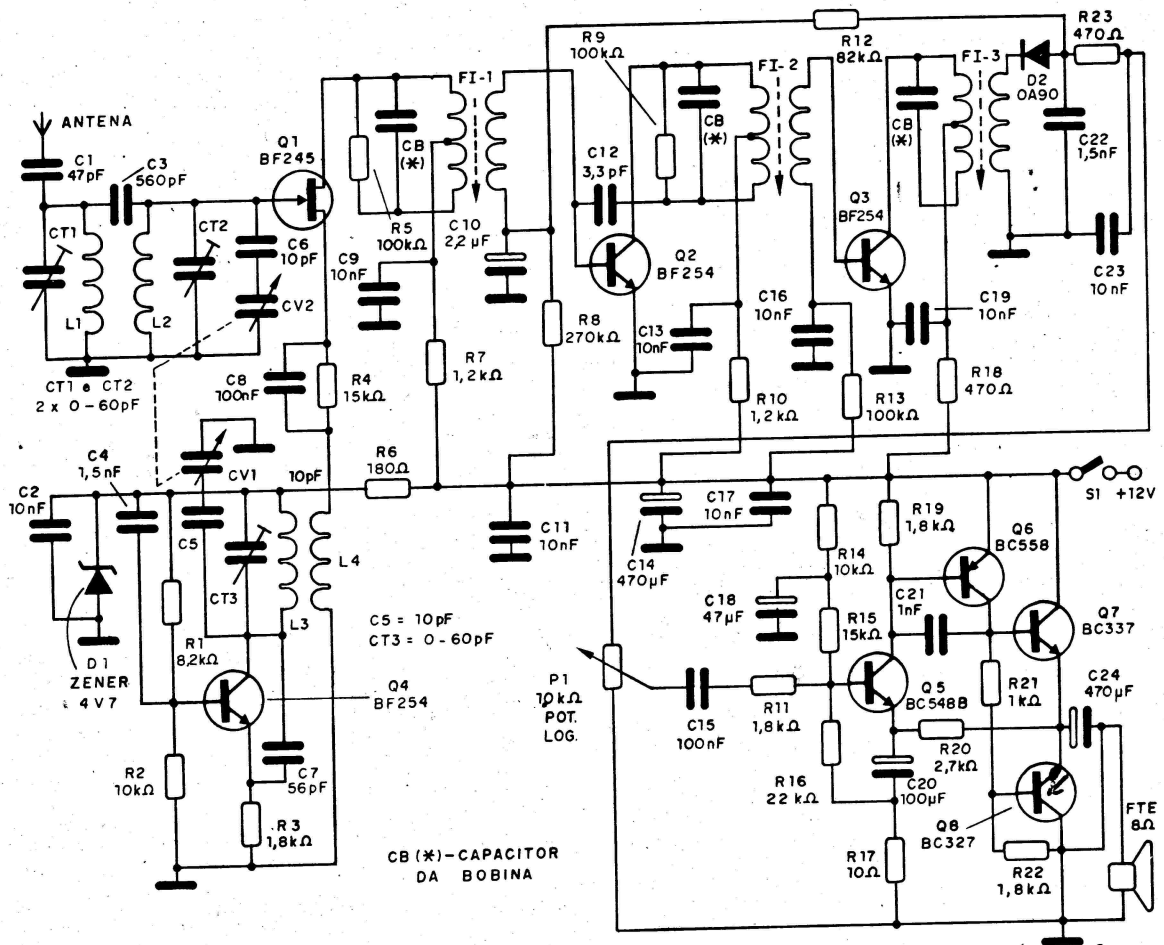 ANTENA
C1
47pF
C3
560pF
CT1
L1
L2
CT2
Q1
BF245
C6
10pF
CV2
CT1 e CT2
2 x 0-60pF
R9
100kΩ
FI-1
CB
(*)
R5
100kΩ
C10
2,2µF
C9
10nF
R7
1,2kΩ
C8
100nF
R4
15kΩ
C12
3,3pF
CB
(*)
FI-2
Q2
BF254
R8
270kΩ
C13
10nF
C16
10nF
R10
1,2kΩ
R13
100kΩ
R12
82kΩ
Q3
BF254
CB
(*)
FI-3
D2
OA90
R23
470Ω
C22
1,5nF
C23
10nF
C19
10nF
R18
470Ω
C2
10nF
C4
1,5nF
CV1
10pF
R6
180Ω
C5
CT3
L3
L4
C5 = 10pF
CT3 = 0-60pF
D1
ZENER
4V7
R1
8,2kΩ
Q4
BF254
R2
10kΩ
C7
56pF
R3
1,8kΩ
CB (*)-CAPACITOR
DA BOBINA
C11
10nF
C14
470µF
C17
10nF
S1 +12V
R14
10kΩ
R19
1,8kΩ
Q6
BC558
C18
47µF
R15
15kΩ
C21
1nF
Q7
BC337
P1
10kΩ
POT.
LOG.
C15
100nF
R11
1,8kΩ
Q5
BC548B
R21
1kΩ
C24
470µF
R20
2,7kΩ
R16
22kΩ
C20
100µF
Q8
BC327
R17
10Ω
R22
1,8kΩ
FTE
8Ω